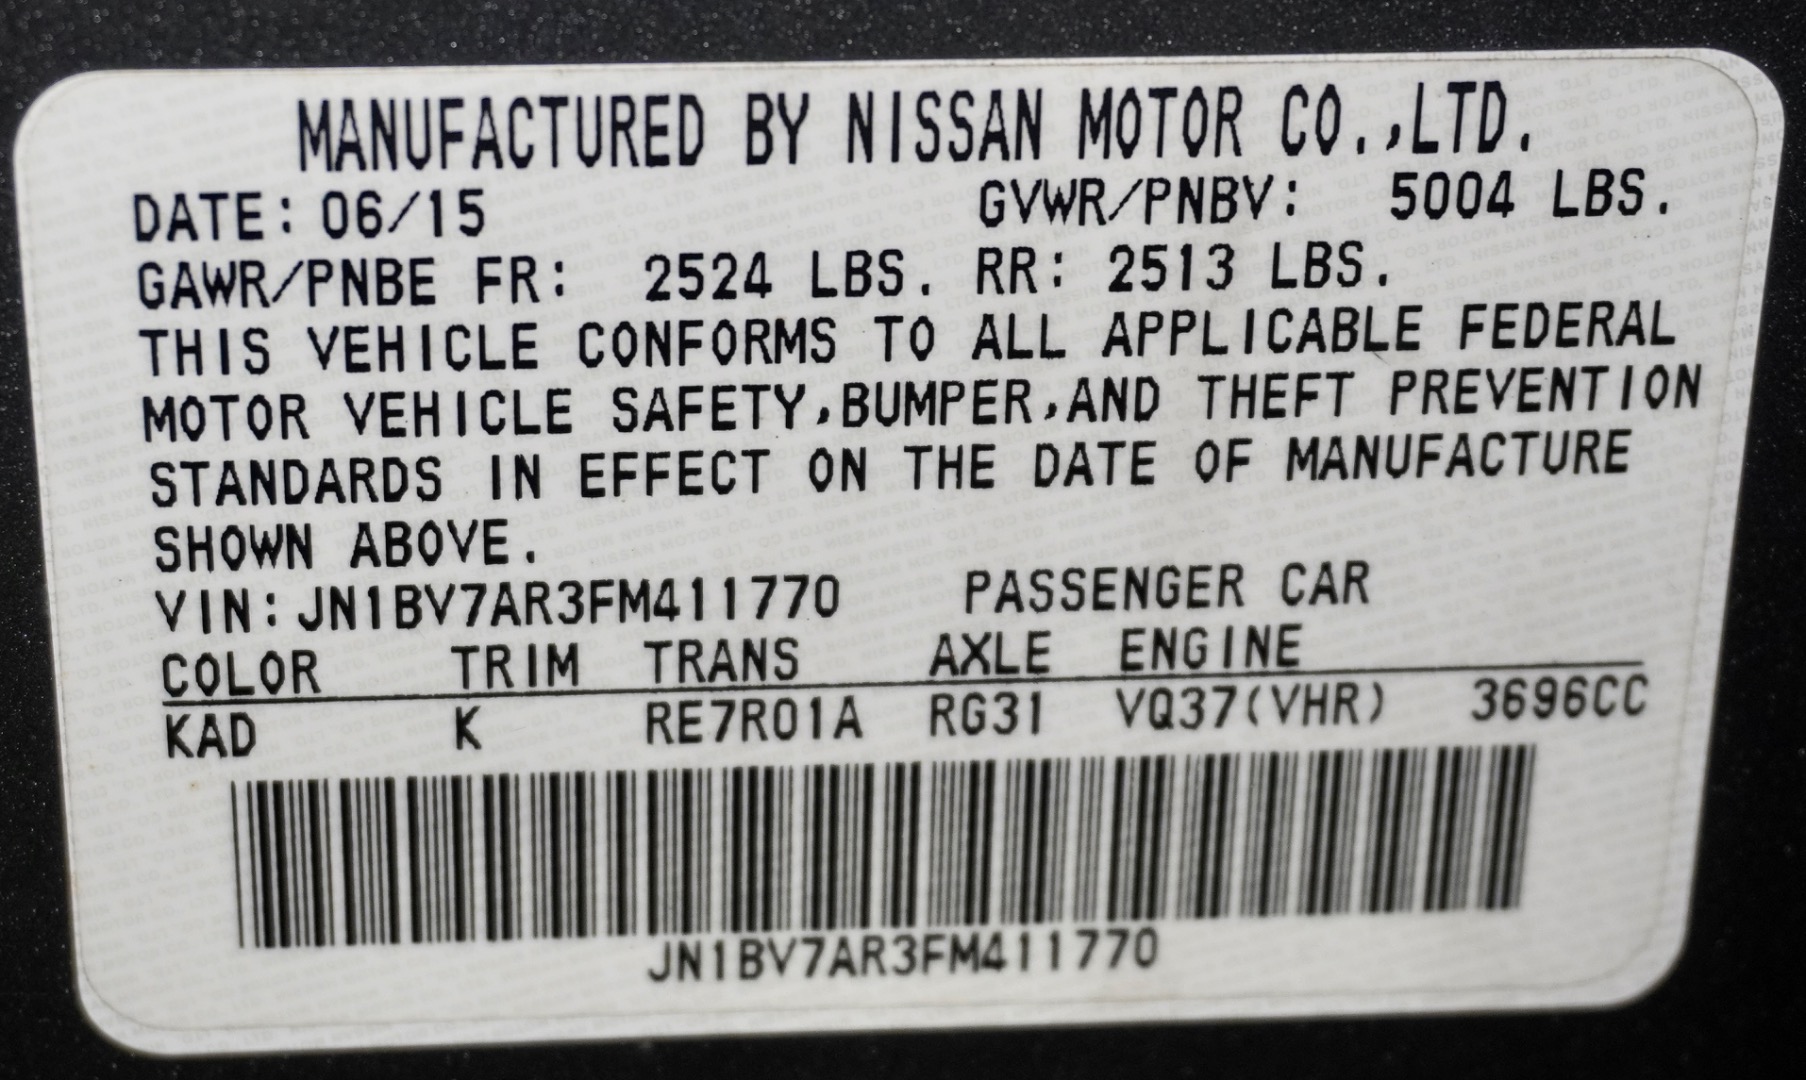 MANUFACTURED BY NISSAN MOTOR CO.,LTD.
DATE: 06/15 GVWR/PNBV: 5004 LBS.
GAWR/PNBE FR: 2524 LBS. RR: 2513 LBS.
THIS VEHICLE CONFORMS TO ALL APPLICABLE FEDERAL
MOTOR VEHICLE SAFETY,BUMPER,AND THEFT PREVENTION
STANDARDS IN EFFECT ON THE DATE OF MANUFACTURE
SHOWN ABOVE.
VIN:JN1BV7AR3FM411770 PASSENGER CAR
COLOR TRIM TRANS AXLE ENGINE
KAD K RE7R01A RG31 VQ37(VHR) 3696CC
JN1BV7AR3FM411770